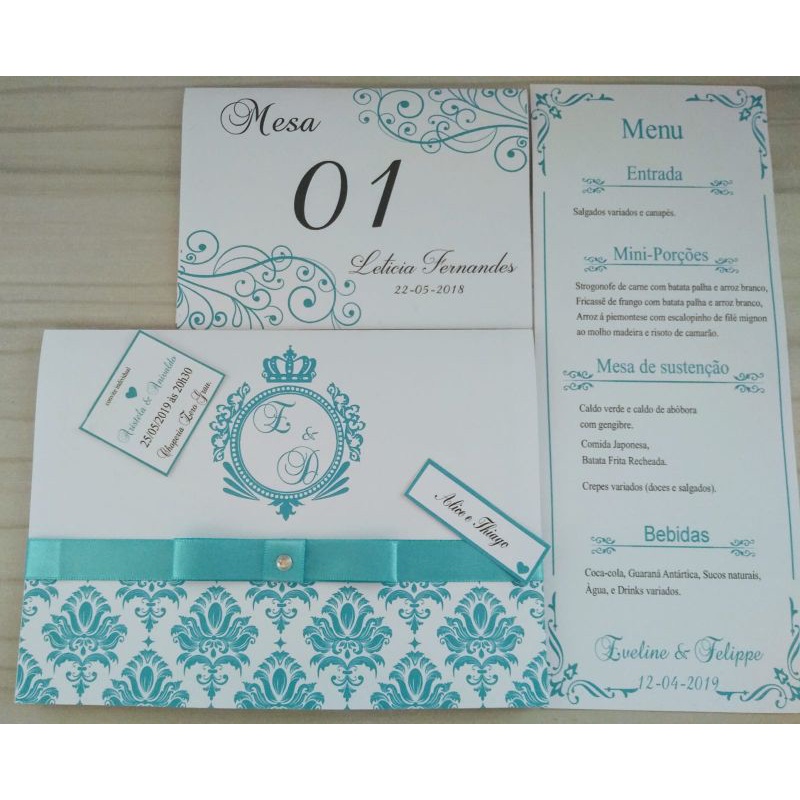 Mesa
01
Leticia Fernandes
22-05-2018
Menu
Entrada
Salgados variados e canapés.
Mini-Porções
Strogonofe de carne com batata palha e arroz branco,
Fricassê de frango com batata palha e arroz branco,
Arroz à piemontese com escalopinho de filé mignon
ao molho madeira e risoto de camarão.
Mesa de sustenção
Caldo verde e caldo de abóbora
com gengibre.
Comida Japonesa,
Batata Frita Recheada.
Crepes variados (doces e salgados).
Bebidas
Coca-cola, Guaraná Antártica, Sucos naturais,
Àgua, e Drinks variados.
Eveline & Felippe
12-04-2019
convite individual
& Anivaldo
25/05/2019 às 20h30
E
&
A
Alice e Thiago